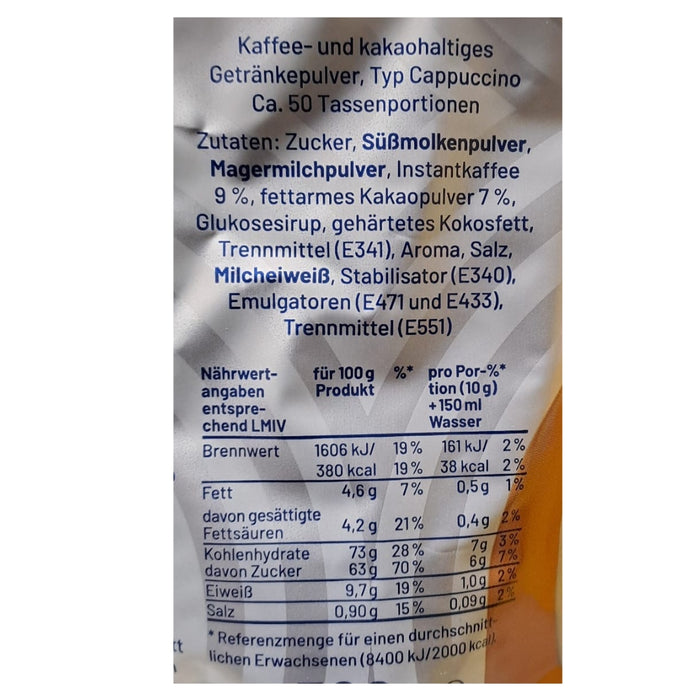 Kaffee- und kakaohaltiges
Getränkepulver, Typ Cappuccino
Ca. 50 Tassenportionen
Zutaten: Zucker, Süßmolkenpulver,
Magermilchpulver, Instantkaffee
9 %, fettarmes Kakaopulver 7 %,
Glukosesirup, gehärtetes Kokosfett,
Trennmittel (E341), Aroma, Salz,
Milcheiweiß, Stabilisator (E340),
Emulgatoren (E471 und E433),
Trennmittel (E551)
Nährwert- für 100 g %* pro Por-%*
angaben Produkt tion (10 g)
entspre- + 150 ml
chend LMIV Wasser
Brennwert 1606 kJ/ 19 % 161 kJ/ 2 %
380 kcal 19 % 38 kcal 2 %
Fett 4,6 g 7 % 0,5 g 1 %
davon gesättigte
Fettsäuren 4,2 g 21 % 0,4 g 2 %
Kohlenhydrate 73 g 28 % 7 g 3 %
davon Zucker 63 g 70 % 6 g 7 %
Eiweiß 9,7 g 19 % 1,0 g 2 %
Salz 0,90 g 15 % 0,09 g 2 %
* Referenzmenge für einen durchschnitt-
lichen Erwachsenen (8400 kJ/2000 kcal).